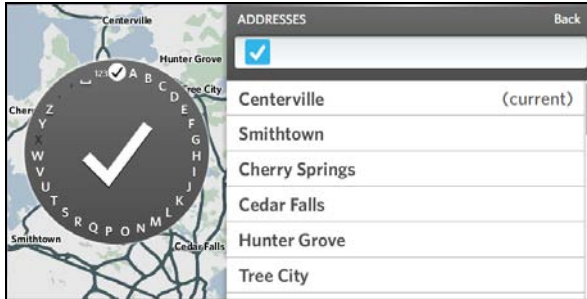 Centerville
Hunter Grove
Tree City
Cherr
Smithtown
Cedar Falls
123
A
B
C
D
E
F
G
H
I
J
K
L
M
N
O
P
Q
R
S
T
U
V
W
X
Y
Z
ADDRESSES Back
Centerville (current)
Smithtown
Cherry Springs
Cedar Falls
Hunter Grove
Tree City